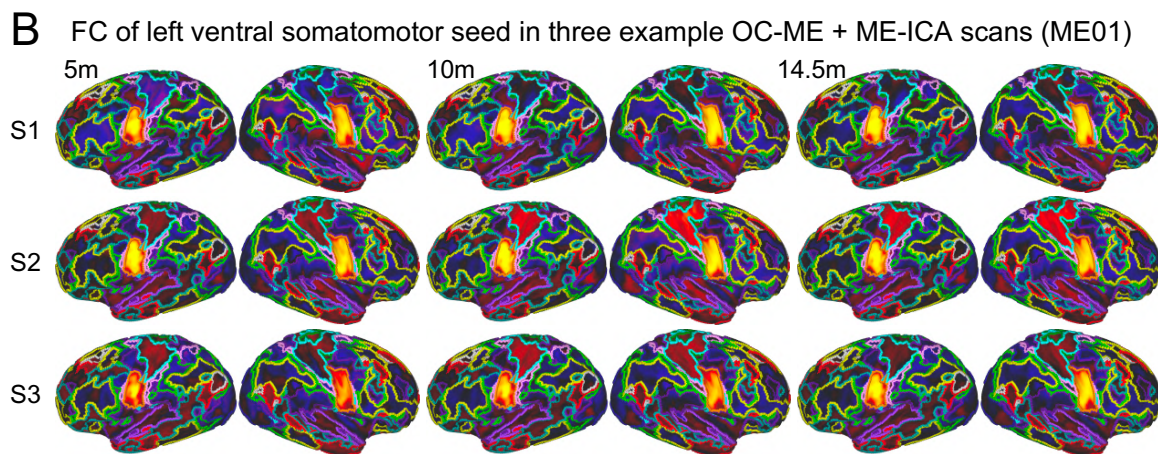 B FC of left ventral somatomotor seed in three example OC-ME + ME-ICA scans (ME01)
5m 10m 14.5m
S1
S2
S3